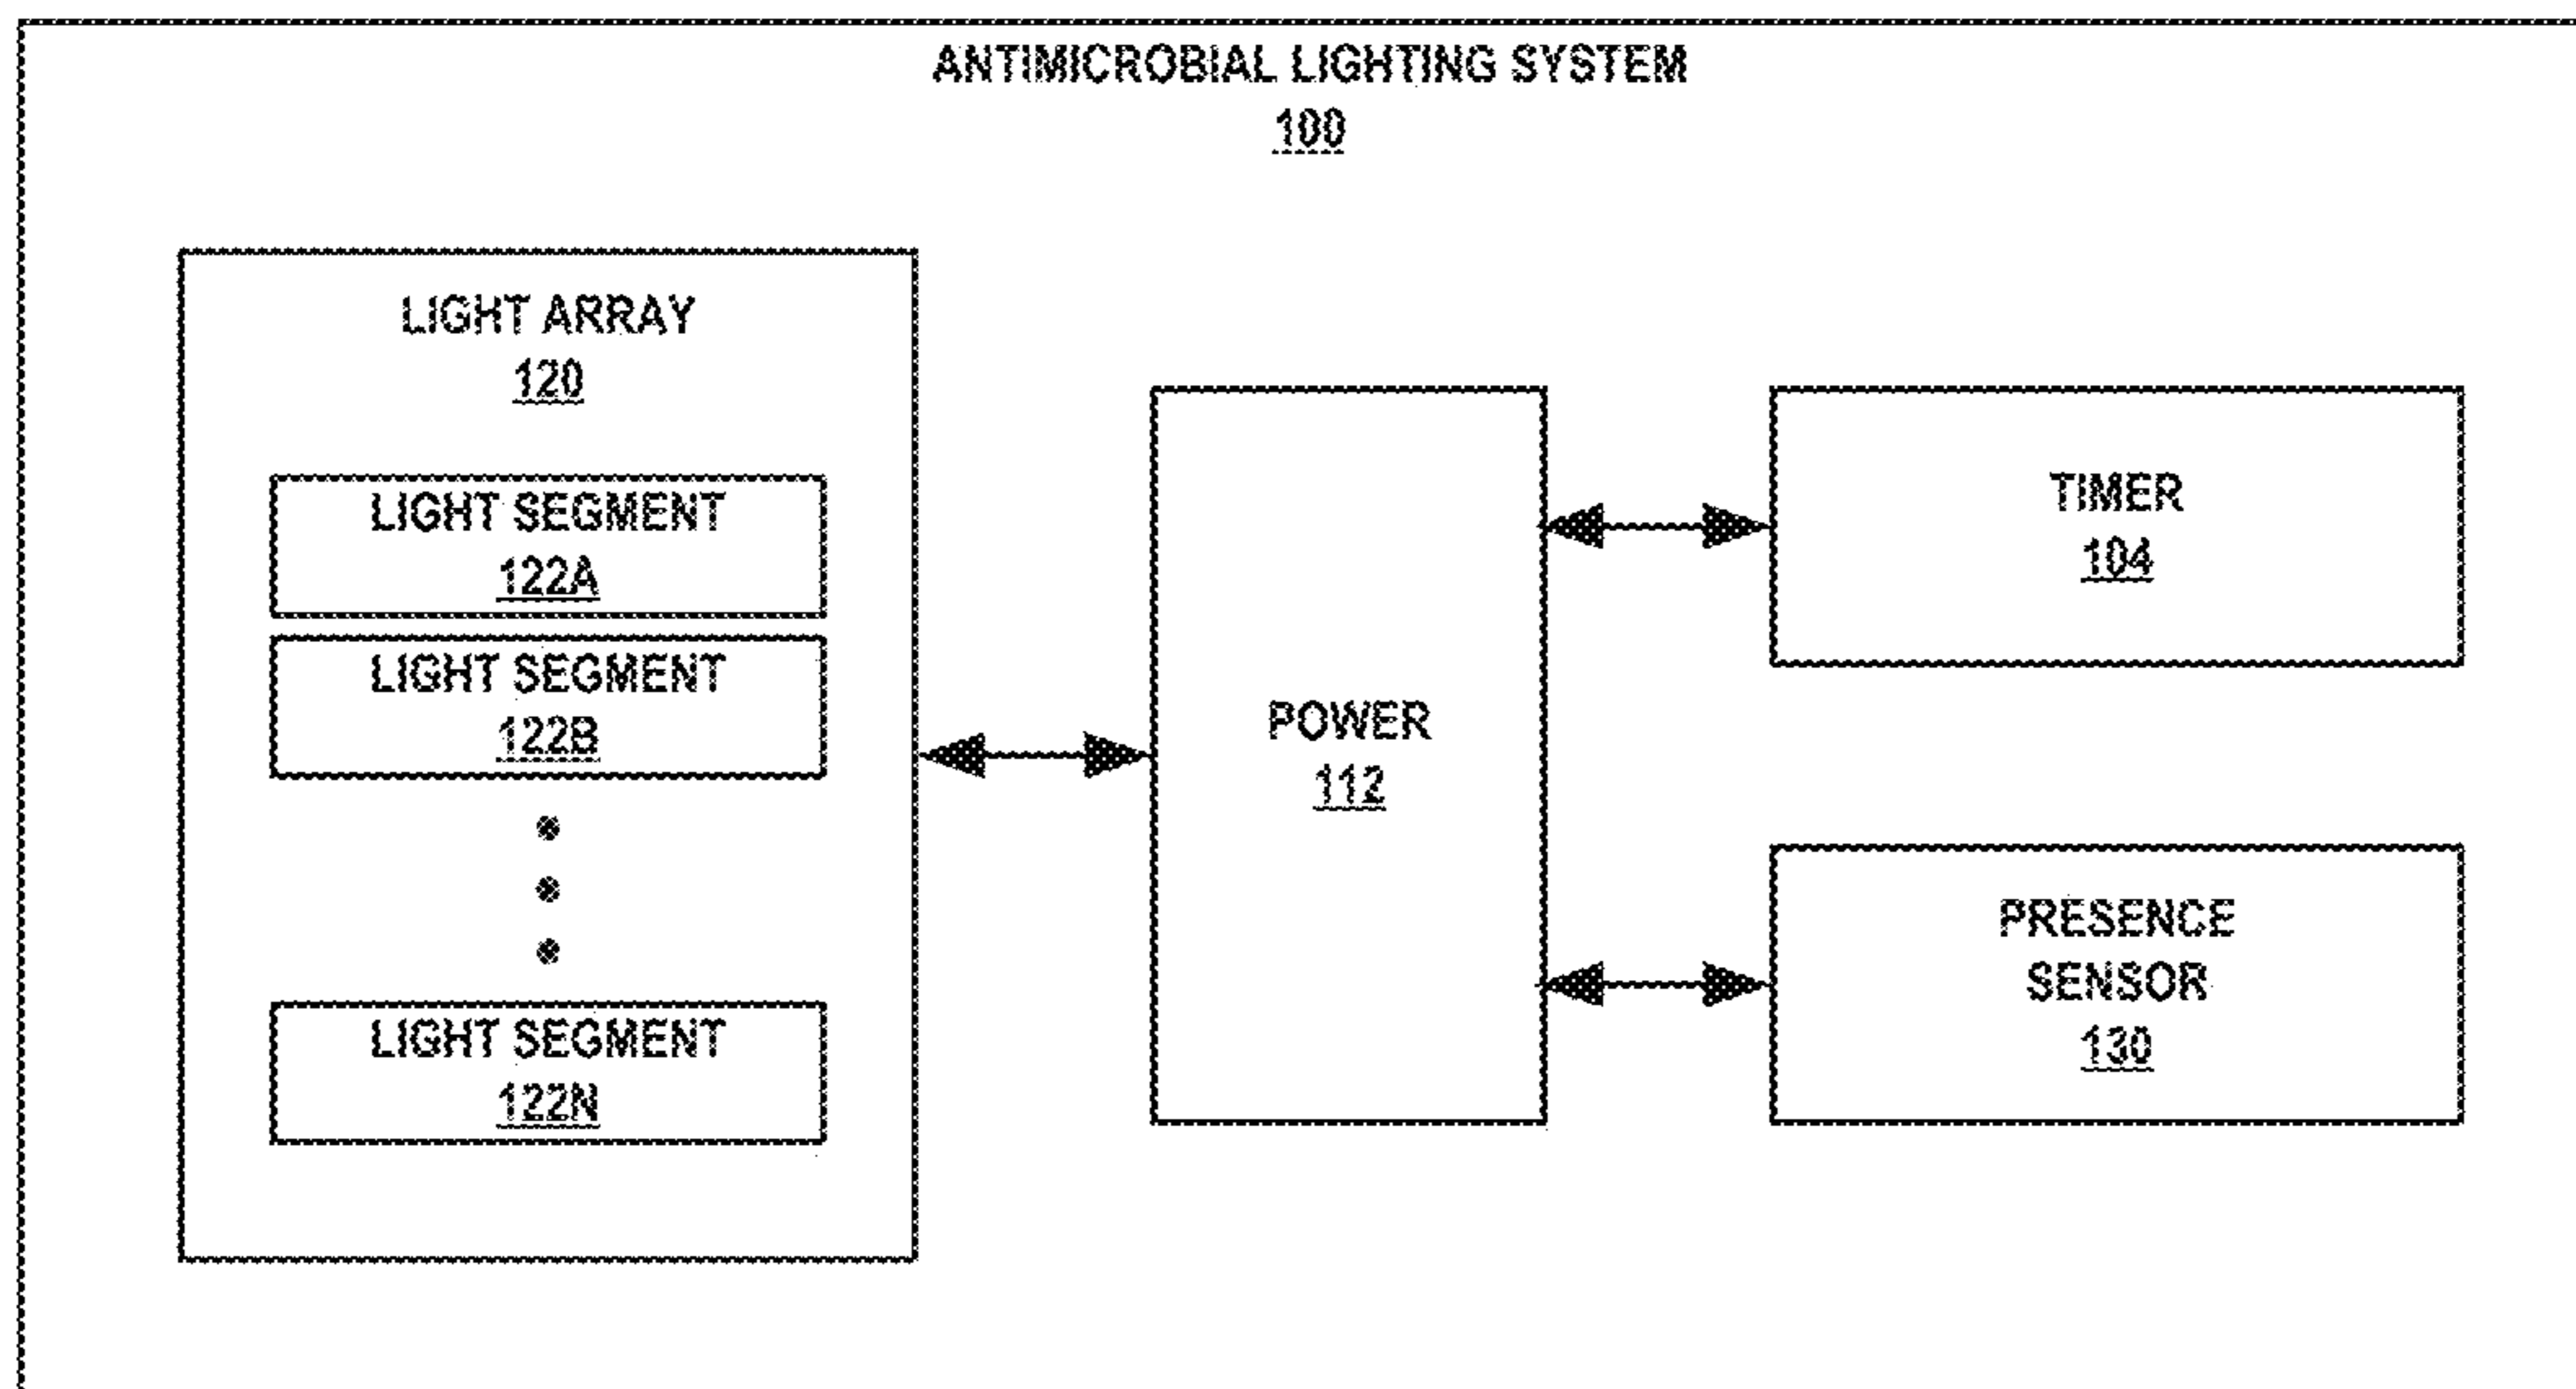 ANTIMICROBIAL LIGHTING SYSTEM
100
LIGHT ARRAY
120
LIGHT SEGMENT
122A
LIGHT SEGMENT
122B
LIGHT SEGMENT
122N
POWER
112
TIMER
104
PRESENCE
SENSOR
130